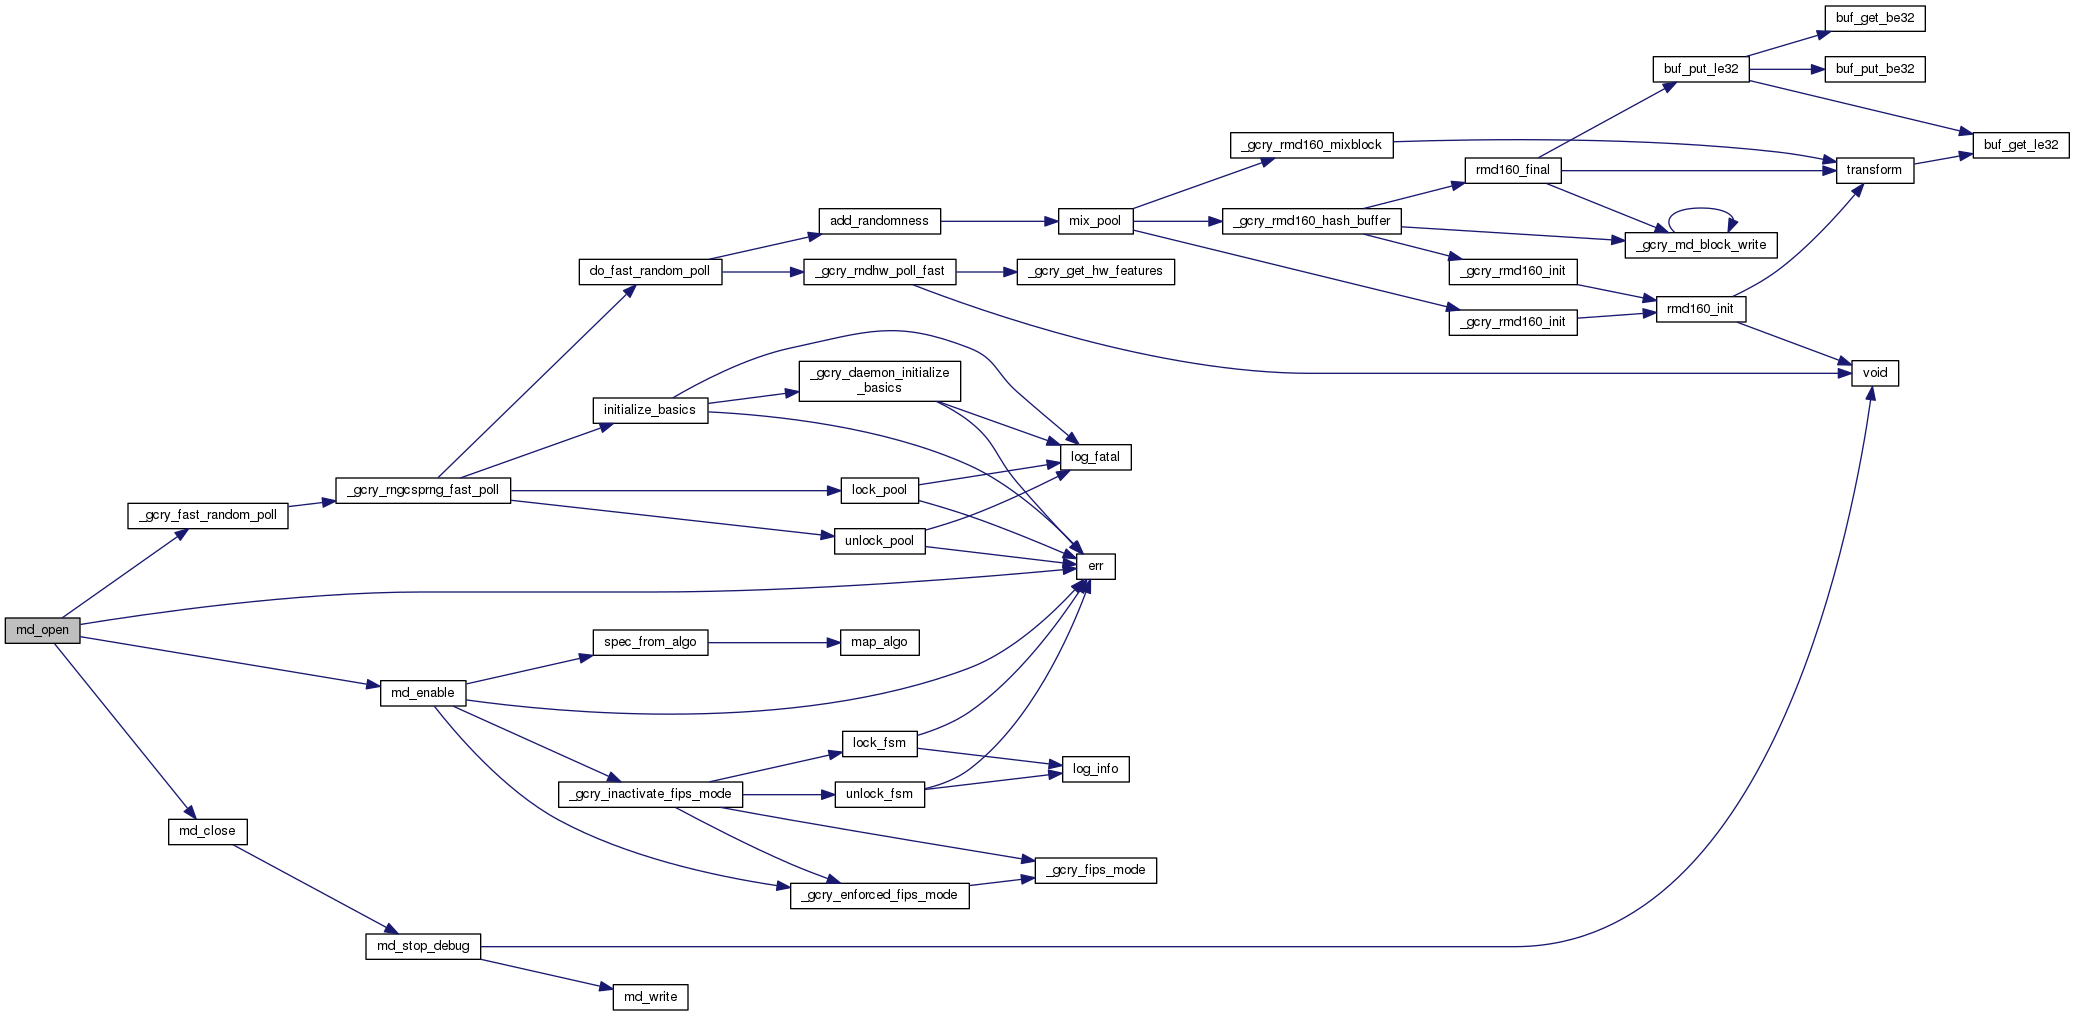 buf_get_be32
buf_put_le32
buf_put_be32
_gcry_rmd160_mixblock
buf_get_le32
rmd160_final
transform
add_randomness
mix_pool
_gcry_rmd160_hash_buffer
_gcry_md_block_write
do_fast_random_poll
_gcry_rndhw_poll_fast
_gcry_get_hw_features
_gcry_rmd160_init
rmd160_init
_gcry_rmd160_init
_gcry_daemon_initialize
_basics
void
initialize_basics
log_fatal
_gcry_rngcsprng_fast_poll
lock_pool
_gcry_fast_random_poll
unlock_pool
err
md_open
spec_from_algo
map_algo
md_enable
lock_fsm
log_info
_gcry_inactivate_fips_mode
unlock_fsm
md_close
_gcry_fips_mode
_gcry_enforced_fips_mode
md_stop_debug
md_write